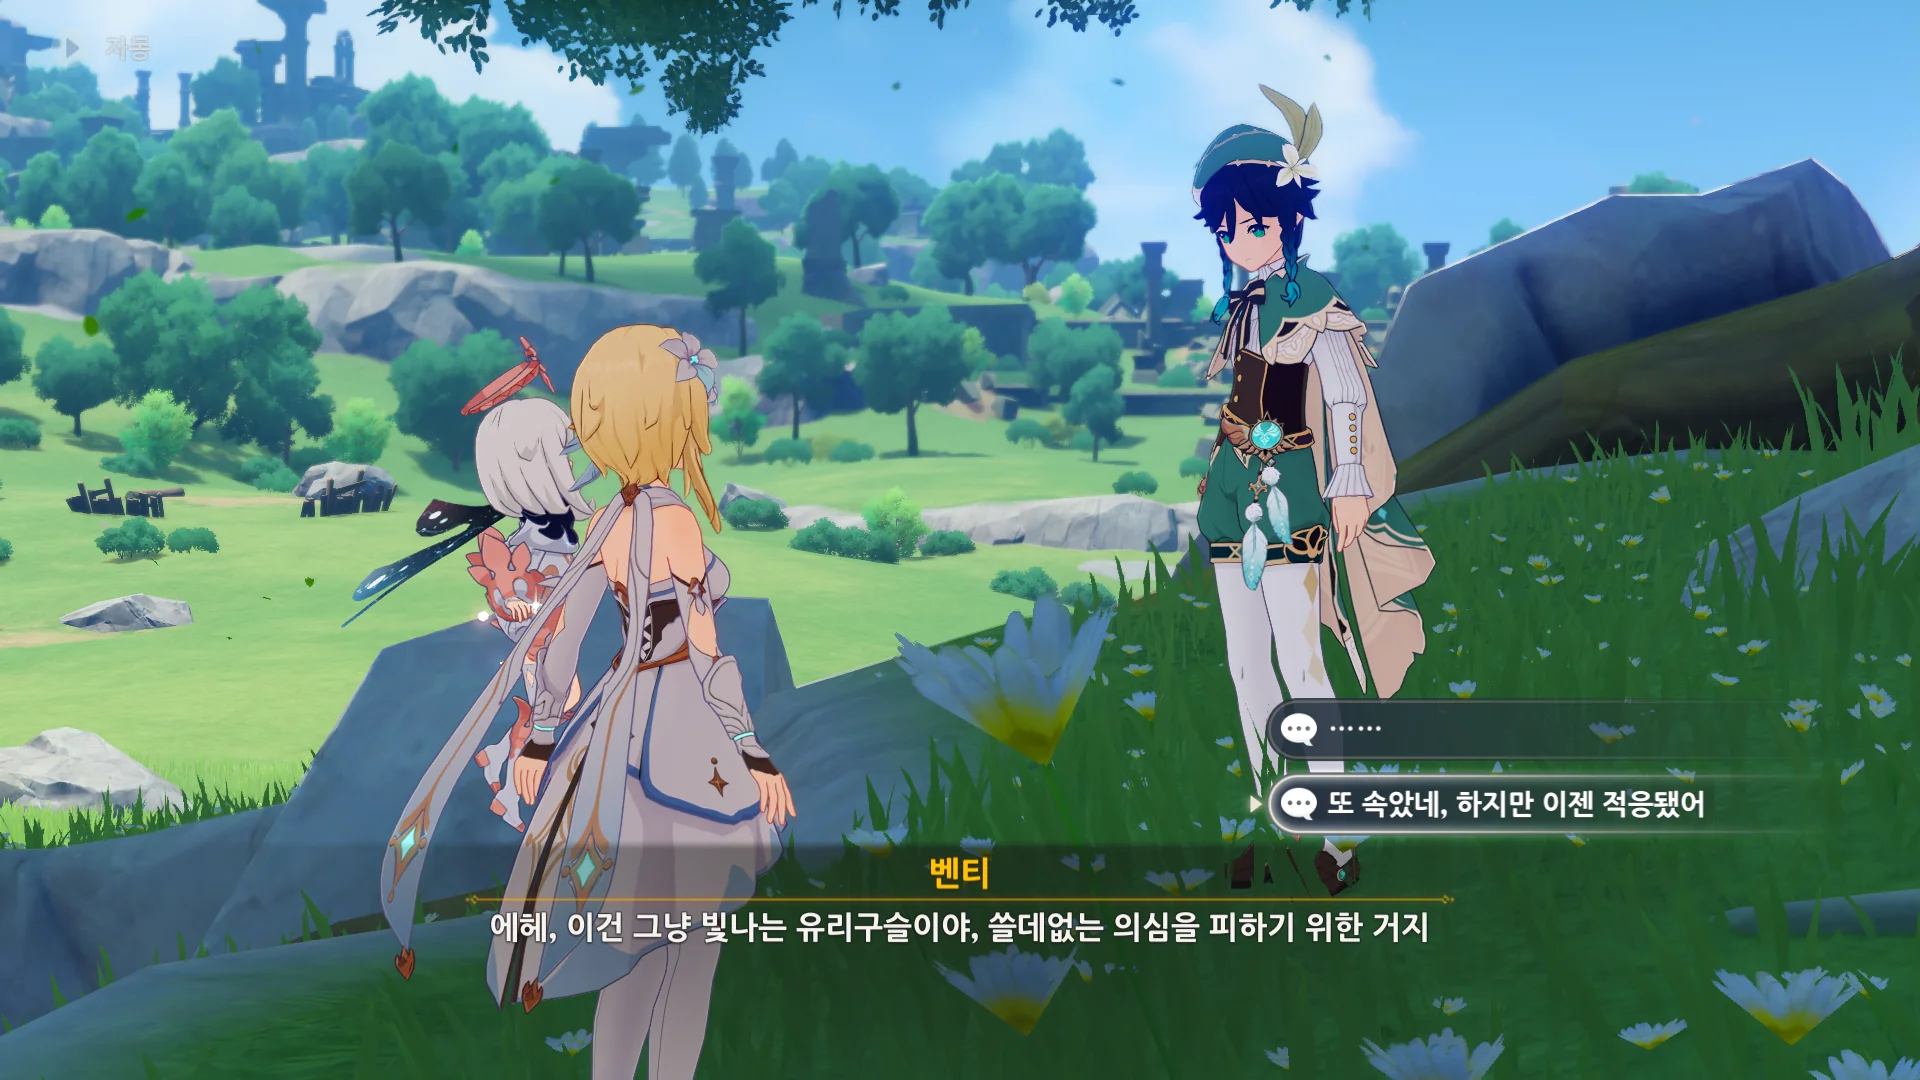 자동
……
또 속았네, 하지만 이젠 적응됐어
벤티
에헤, 이건 그냥 빛나는 유리구슬이야, 쓸데없는 의심을 피하기 위한 거지